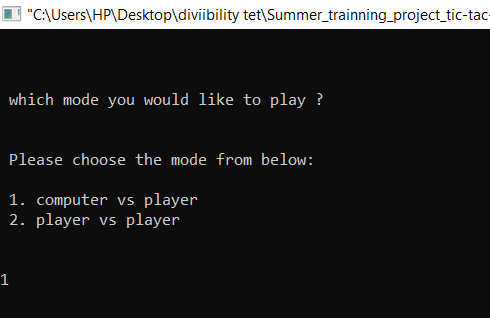 "C:\Users\HP\Desktop\diviibility tet\Summer_trainning_project_tic-tac-
which mode you would like to play ?
Please choose the mode from below:
1. computer vs player
2. player vs player
1